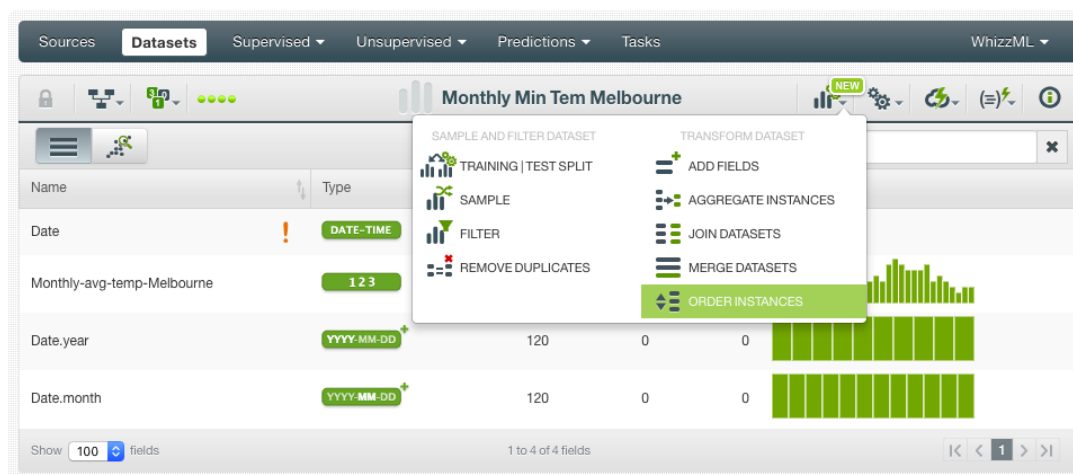 Sources Datasets Supervised Unsupervised Predictions Tasks WhizzML
Monthly Min Tem Melbourne NEW
SAMPLE AND FILTER DATASET TRANSFORM DATASET
TRAINING | TEST SPLIT ADD FIELDS
SAMPLE AGGREGATE INSTANCES
FILTER JOIN DATASETS
REMOVE DUPLICATES MERGE DATASETS
ORDER INSTANCES
Name Type
Date DATE-TIME
Monthly-avg-temp-Melbourne 123
Date.year YYYY-MM-DD 120 0 0
Date.month YYYY-MM-DD 120 0 0
Show 100 fields 1 to 4 of 4 fields 1